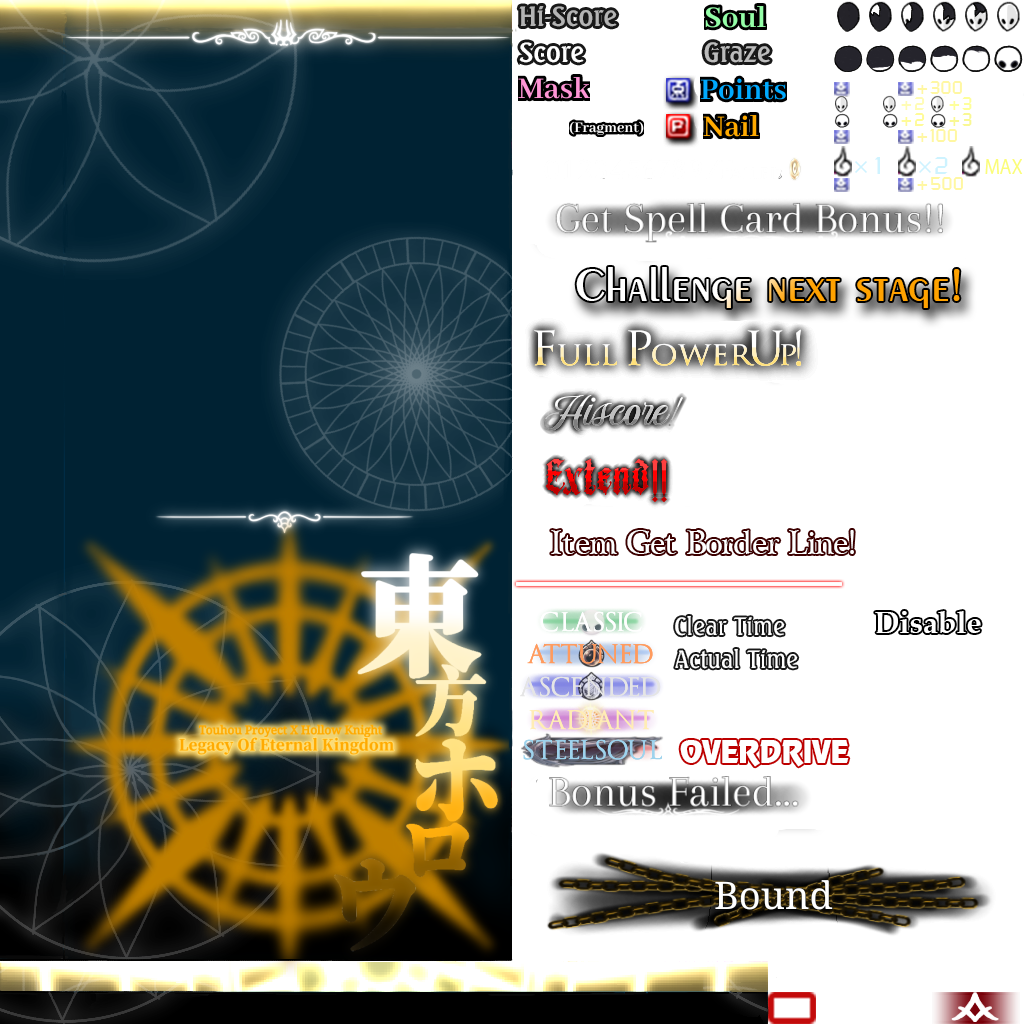 東方ホロウ
Touhou Proyect X Hollow Knight
Legacy Of Eternal Kingdom
Hi-Score
Soul
Score
Graze
Mask
Points
(Fragment)
P
Nail
+300
+2 +3
+2 +3
+100
×1 ×2 MAX
+500
Get Spell Card Bonus!!
Challenge next stage!
Full PowerUp!
Hiscore!
Extend!!
Item Get Border Line!
CLASSIC
Clear Time
Disable
ATTUNED
Actual Time
ASCENDED
RADIANT
STEELSOUL
OVERDRIVE
Bonus Failed...
Bound